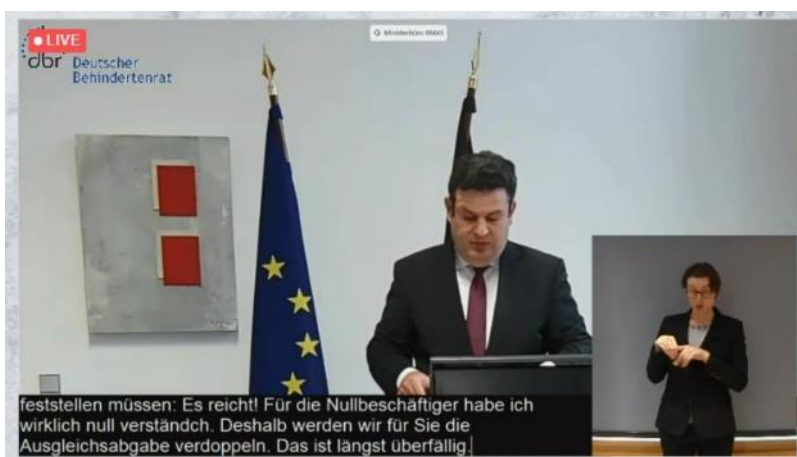 LIVE
dbr Deutscher
Behindertenrat
feststellen müssen: Es reicht! Für die Nullbeschäftiger habe ich
wirklich null verständch. Deshalb werden wir für Sie die
Ausgleichsabgabe verdoppeln. Das ist längst überfällig.